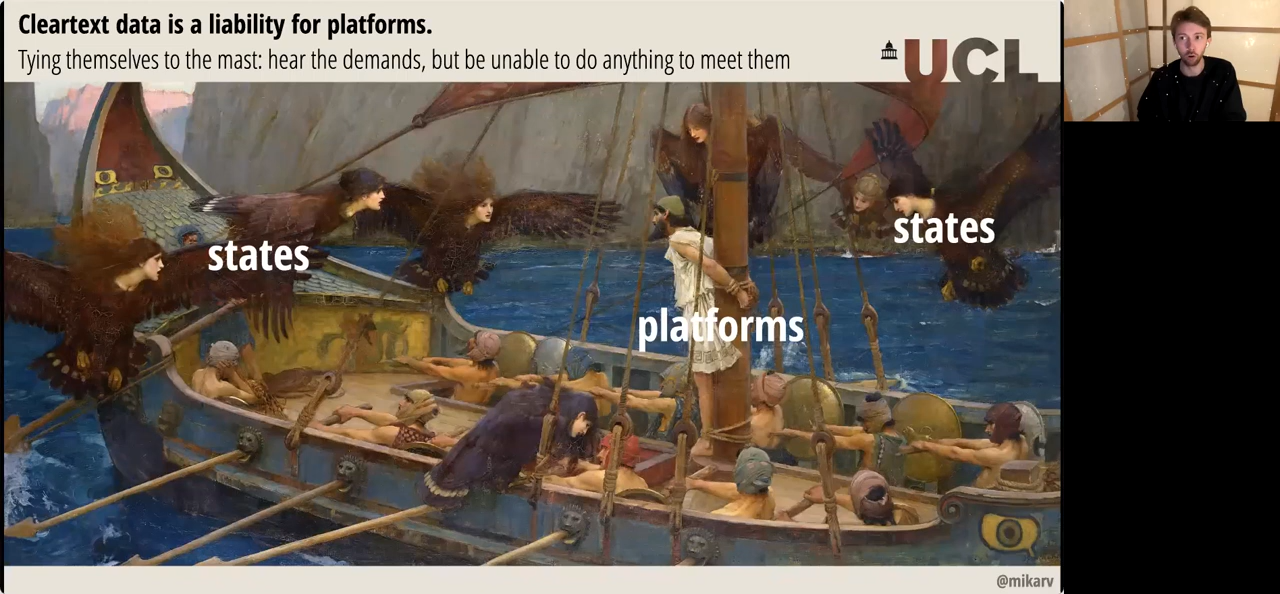 Cleartext data is a liability for platforms.
Tying themselves to the mast: hear the demands, but be unable to do anything to meet them
UCL
states
states
platforms
@mikarv